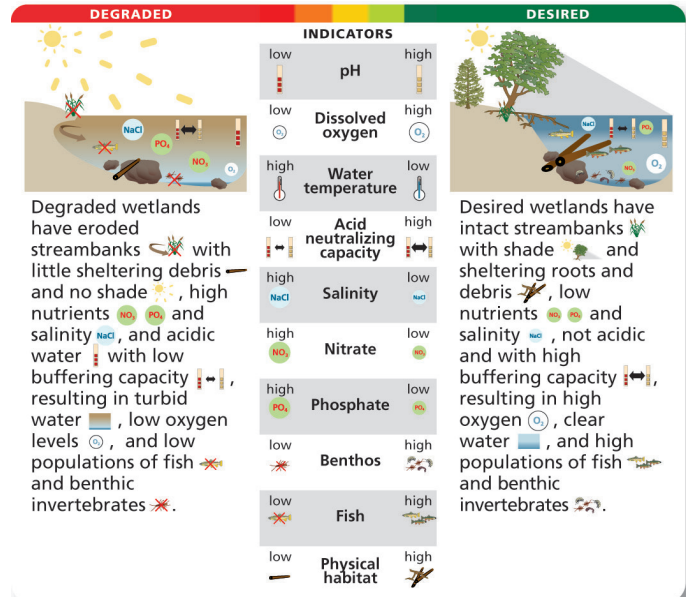 DEGRADED
DESIRED
INDICATORS
low pH high
low Dissolved oxygen high
O₂ O₂
high Water temperature low
low Acid neutralizing capacity high
high Salinity low
NaCl NaCl
high Nitrate low
NO₃ NO₃
high Phosphate low
PO₄ PO₄
low Benthos high
low Fish high
low Physical habitat high
NaCl
PO₄
NO₃
O₂
Degraded wetlands
have eroded
streambanks with
little sheltering debris
and no shade , high
nutrients NO₃ PO₄ and
salinity NaCl , and acidic
water with low
buffering capacity ,
resulting in turbid
water , low oxygen
levels O₂ , and low
populations of fish
and benthic
invertebrates .
NaCl
PO₄
NO₃
O₂
Desired wetlands have
intact streambanks
with shade and
sheltering roots and
debris , low
nutrients NO₃ PO₄ and
salinity NaCl , not acidic
and with high
buffering capacity ,
resulting in high
oxygen O₂ , clear
water , and high
populations of fish
and benthic
invertebrates .